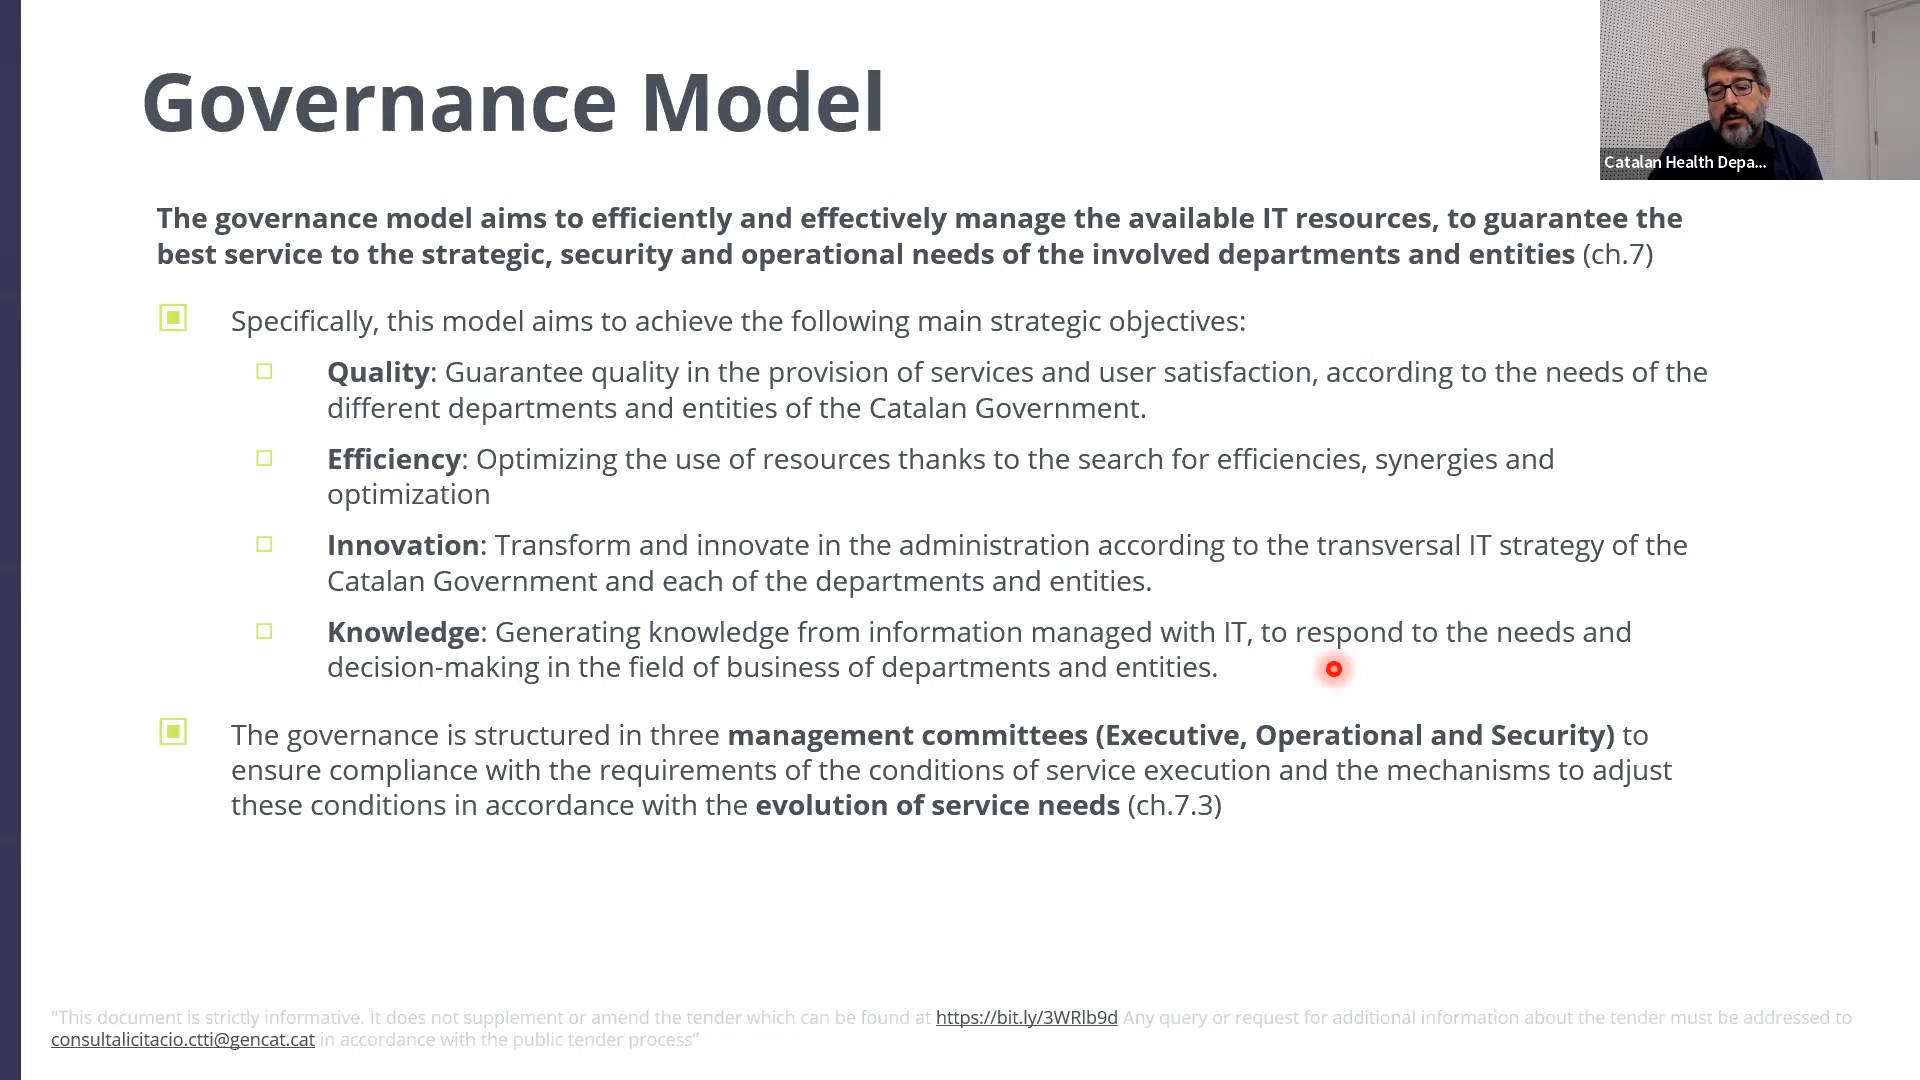 Governance Model
Catalan Health Depa...
The governance model aims to efficiently and effectively manage the available IT resources, to guarantee the
best service to the strategic, security and operational needs of the involved departments and entities (ch.7)
Specifically, this model aims to achieve the following main strategic objectives:
Quality: Guarantee quality in the provision of services and user satisfaction, according to the needs of the
different departments and entities of the Catalan Government.
Efficiency: Optimizing the use of resources thanks to the search for efficiencies, synergies and
optimization
Innovation: Transform and innovate in the administration according to the transversal IT strategy of the
Catalan Government and each of the departments and entities.
Knowledge: Generating knowledge from information managed with IT, to respond to the needs and
decision-making in the field of business of departments and entities.
The governance is structured in three management committees (Executive, Operational and Security) to
ensure compliance with the requirements of the conditions of service execution and the mechanisms to adjust
these conditions in accordance with the evolution of service needs (ch.7.3)
"This document is strictly informative. It does not supplement or amend the tender which can be found at https://bit.ly/3WRlb9d Any query or request for additional information about the tender must be addressed to
consultalicitacio.ctti@gencat.cat in accordance with the public tender process”